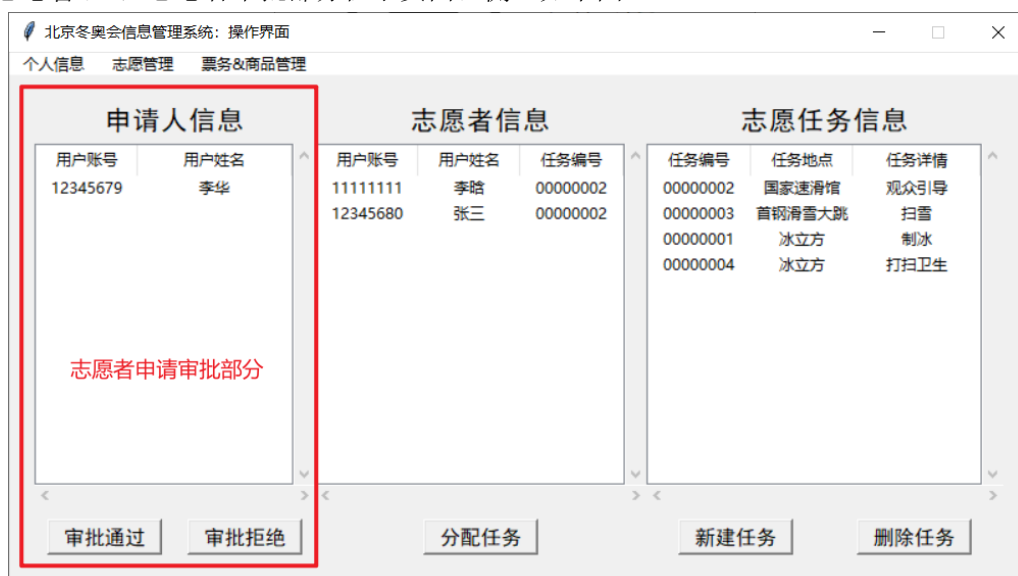 北京冬奥会信息管理系统：操作界面
个人信息 志愿管理 票务&商品管理
申请人信息 志愿者信息 志愿任务信息
用户账号 用户姓名 用户账号 用户姓名 任务编号 任务编号 任务地点 任务详情
12345679 李华 11111111 李晗 00000002 00000002 国家速滑馆 观众引导
12345680 张三 00000002 00000003 首钢滑雪大跳 扫雪
00000001 冰立方 制冰
00000004 冰立方 打扫卫生
志愿者申请审批部分
审批通过 审批拒绝 分配任务 新建任务 删除任务